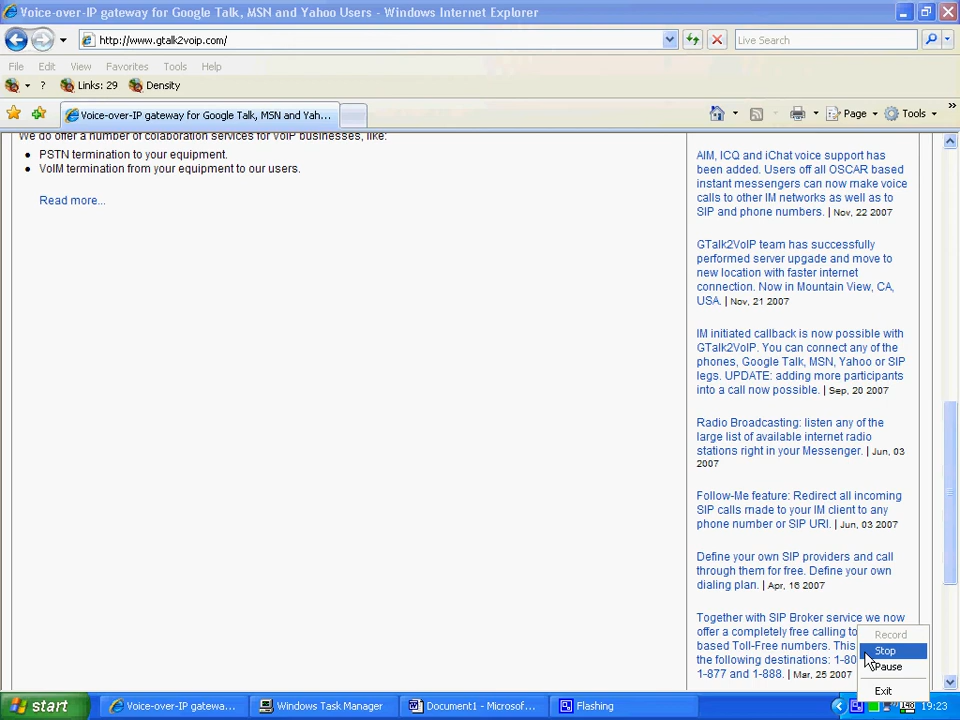 Voice-over-IP gateway for Google Talk, MSN and Yahoo Users - Windows Internet Explorer
http://www.gtalk2voip.com/
Live Search
File Edit View Favorites Tools Help
? Links: 29 Density
Voice-over-IP gateway for Google Talk, MSN and Yah...
Page Tools
We do offer a number of colaboration services for VoIP businesses, like:
PSTN termination to your equipment.
VoIM termination from your equipment to our users.
Read more...
AIM, ICQ and iChat voice support has
been added. Users off all OSCAR based
instant messengers can now make voice
calls to other IM networks as well as to
SIP and phone numbers. | Nov, 22 2007
GTalk2VoIP team has successfully
performed server upgade and move to
new location with faster internet
connection. Now in Mountain View, CA,
USA. | Nov, 21 2007
IM initiated callback is now possible with
GTalk2VoIP. You can connect any of the
phones, Google Talk, MSN, Yahoo or SIP
legs. UPDATE: adding more participants
into a call now possible. | Sep, 20 2007
Radio Broadcasting: listen any of the
large list of available internet radio
stations right in your Messenger. | Jun, 03
2007
Follow-Me feature: Redirect all incoming
SIP calls made to your IM client to any
phone number or SIP URI. | Jun, 03 2007
Define your own SIP providers and call
through them for free. Define your own
dialing plan. | Apr, 16 2007
Together with SIP Broker service we now
offer a completely free calling to
based Toll-Free numbers. This
the following destinations: 1-80
1-877 and 1-888. | Mar, 25 2007
Record
Stop
Pause
Exit
start
Voice-over-IP gatewa...
Windows Task Manager
Document1 - Microsof...
Flashing
19:23